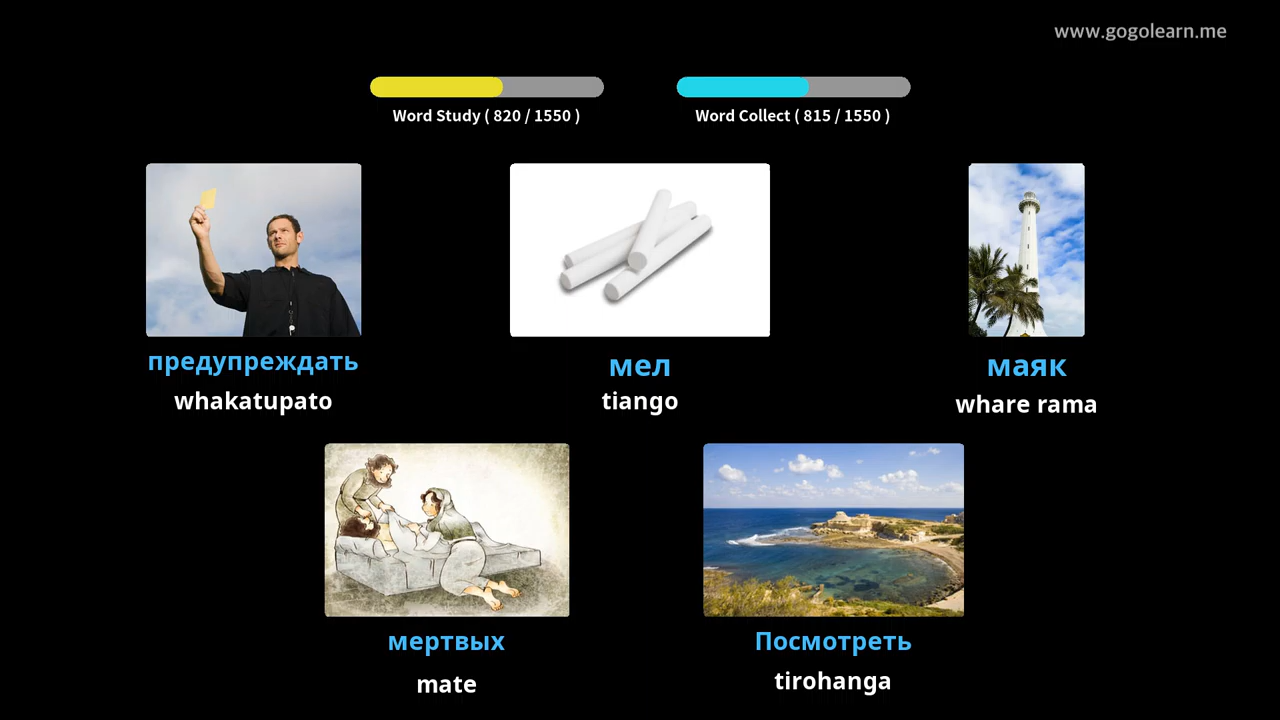 www.gogolearn.me
Word Study ( 820 / 1550 )
Word Collect ( 815 / 1550 )
предупреждать
whakatupato
мел
tiango
маяк
whare rama
мертвых
mate
Посмотреть
tirohanga